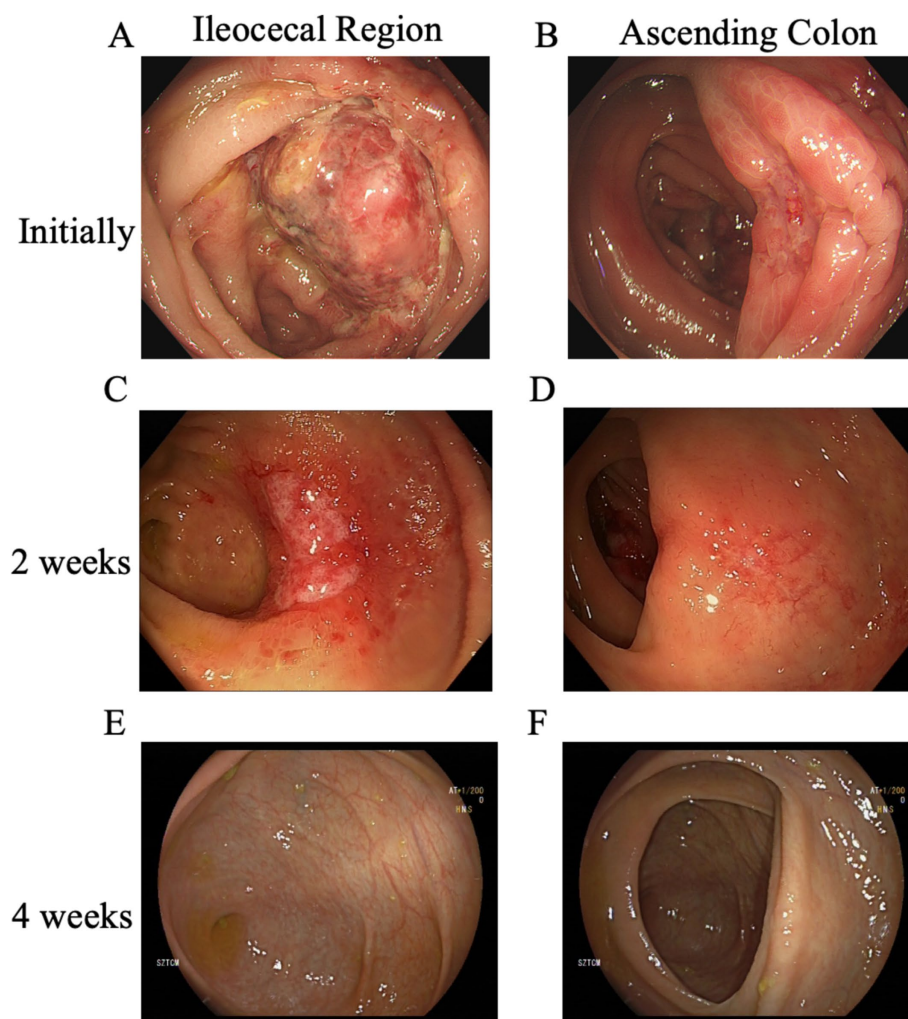 A
Ileocecal Region
B
Ascending Colon
Initially
C
D
2 weeks
E
F
AT+1/200
0
HNS
AT+1/200
0
HNS
4 weeks
SZTCM
SZTCM